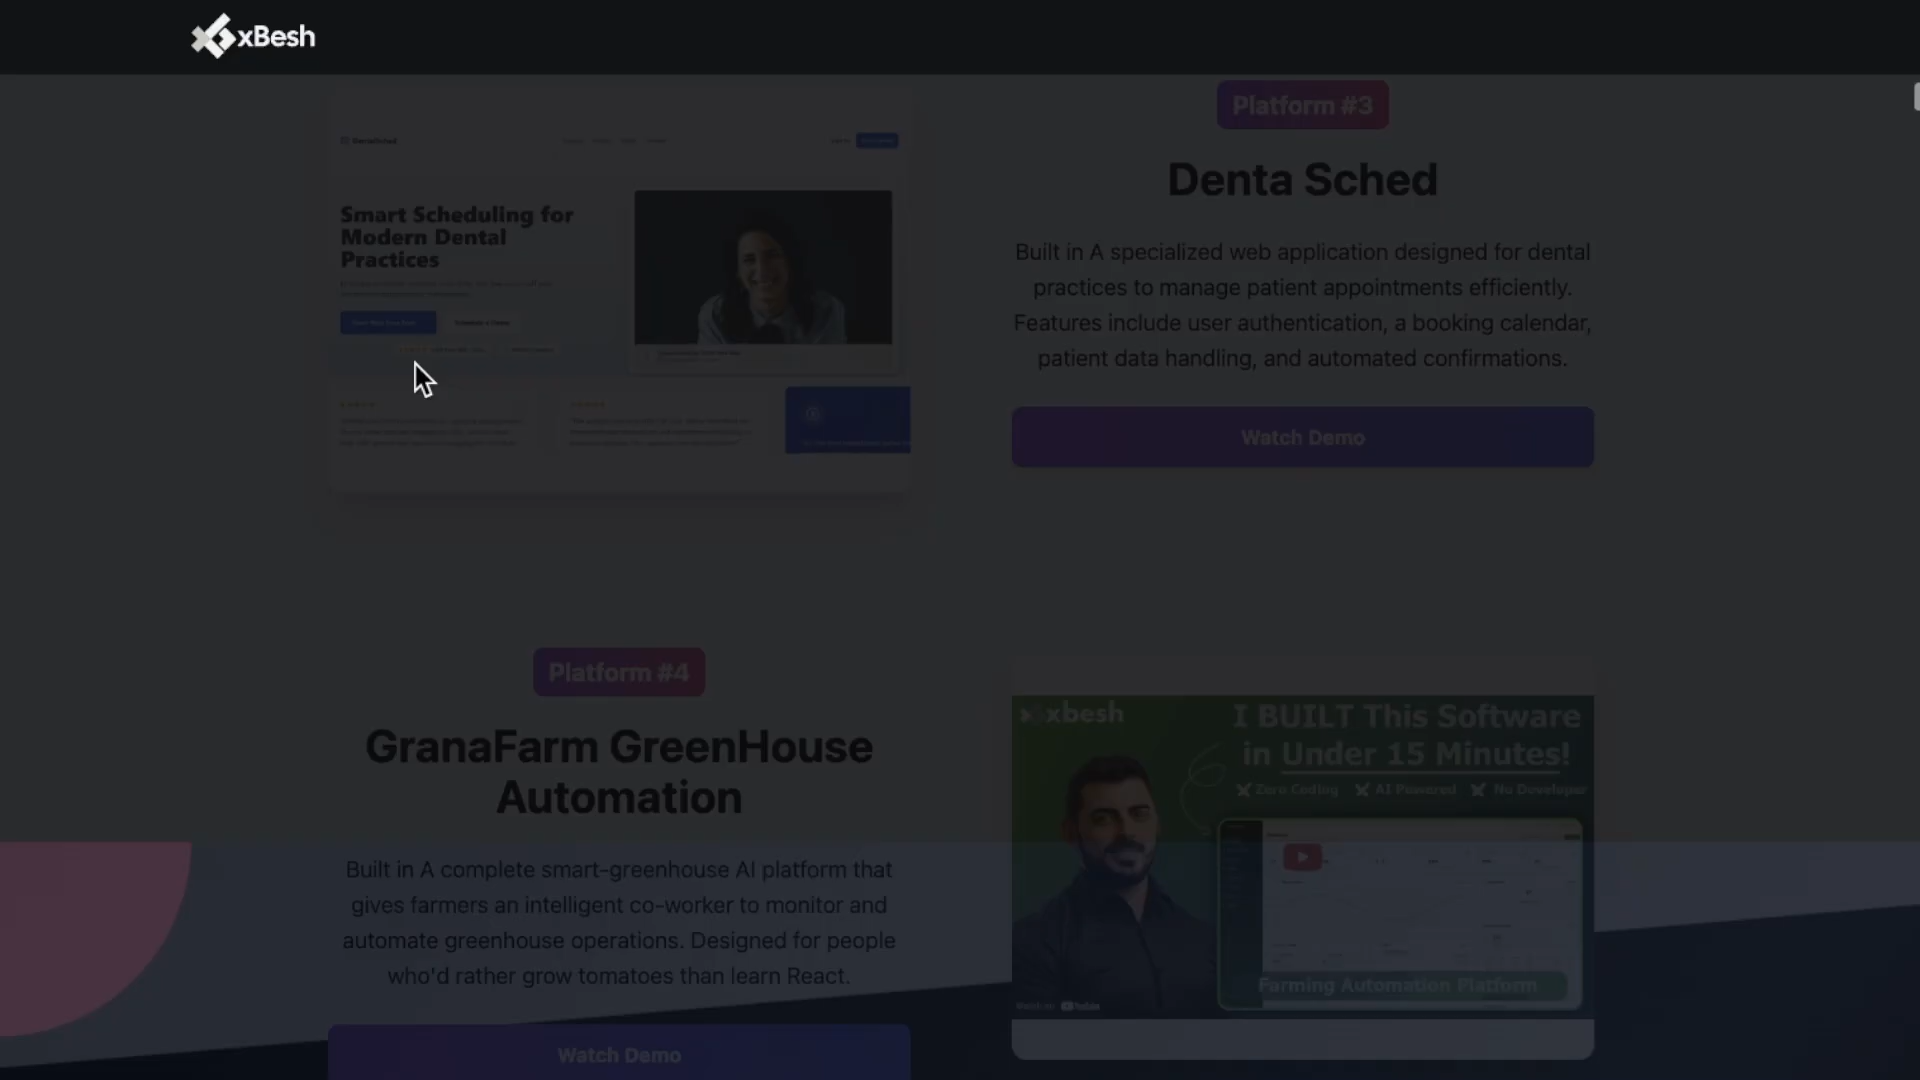 xBesh
Smart Scheduling for
Modern Dental
Practices
Platform #3
Denta Sched
Built in A specialized web application designed for dental
practices to manage patient appointments efficiently.
Features include user authentication, a booking calendar,
patient data handling, and automated confirmations.
Watch Demo
Platform #4
GranaFarm GreenHouse
Automation
Built in A complete smart-greenhouse AI platform that
gives farmers an intelligent co-worker to monitor and
automate greenhouse operations. Designed for people
who'd rather grow tomatoes than learn React.
Watch Demo
xbesh
I BUILT This Software
in Under 15 Minutes!
Zero Coding AI Powered No Developer
Farming Automation Platform